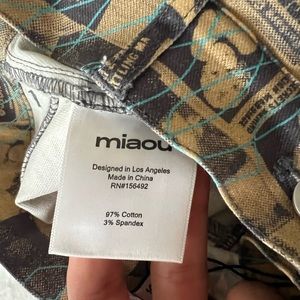 miaou
Designed in Los Angeles
Made in China
RN#156492
97% Cotton
3% Spandex